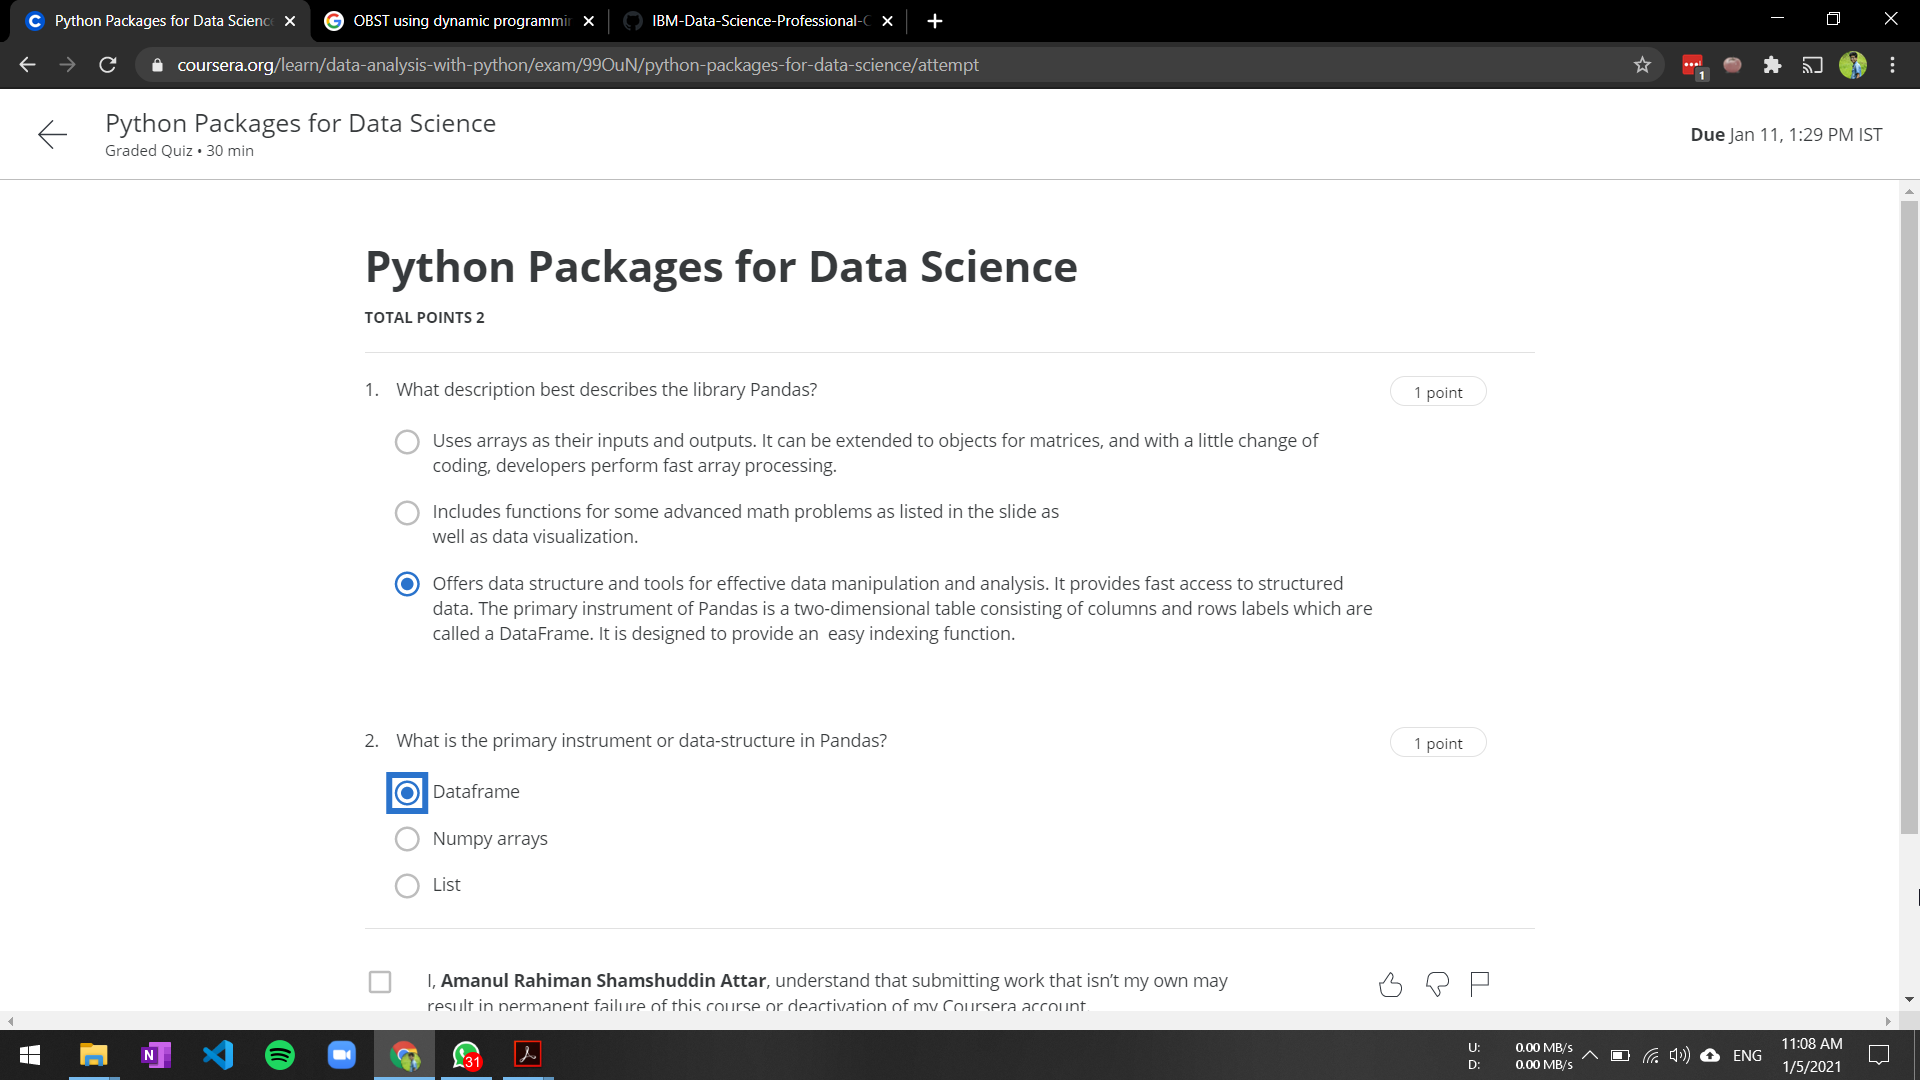 Python Packages for Data Science
OBST using dynamic programmin
IBM-Data-Science-Professional-C
coursera.org/learn/data-analysis-with-python/exam/99OuN/python-packages-for-data-science/attempt
1
Python Packages for Data Science
Graded Quiz • 30 min
Due Jan 11, 1:29 PM IST
Python Packages for Data Science
TOTAL POINTS 2
1. What description best describes the library Pandas?
1 point
Uses arrays as their inputs and outputs. It can be extended to objects for matrices, and with a little change of
coding, developers perform fast array processing.
Includes functions for some advanced math problems as listed in the slide as
well as data visualization.
Offers data structure and tools for effective data manipulation and analysis. It provides fast access to structured
data. The primary instrument of Pandas is a two-dimensional table consisting of columns and rows labels which are
called a DataFrame. It is designed to provide an easy indexing function.
2. What is the primary instrument or data-structure in Pandas?
1 point
Dataframe
Numpy arrays
List
I, Amanul Rahiman Shamshuddin Attar, understand that submitting work that isn't my own may
result in permanent failure of this course or deactivation of my Coursera account.
N
31
U: 0.00 MB/s
D: 0.00 MB/s
ENG
11:08 AM
1/5/2021